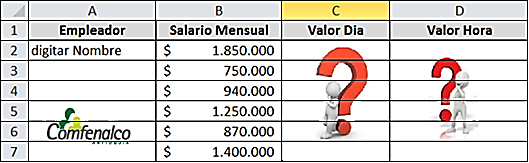 A B C D
1 Empleador Salario Mensual Valor Dia Valor Hora
2 digitar Nombre $ 1.850.000
3 $ 750.000
4 $ 940.000
5 $ 1.250.000
6 Comfenalco ANTIOQUIA $ 870.000
7 $ 1.400.000